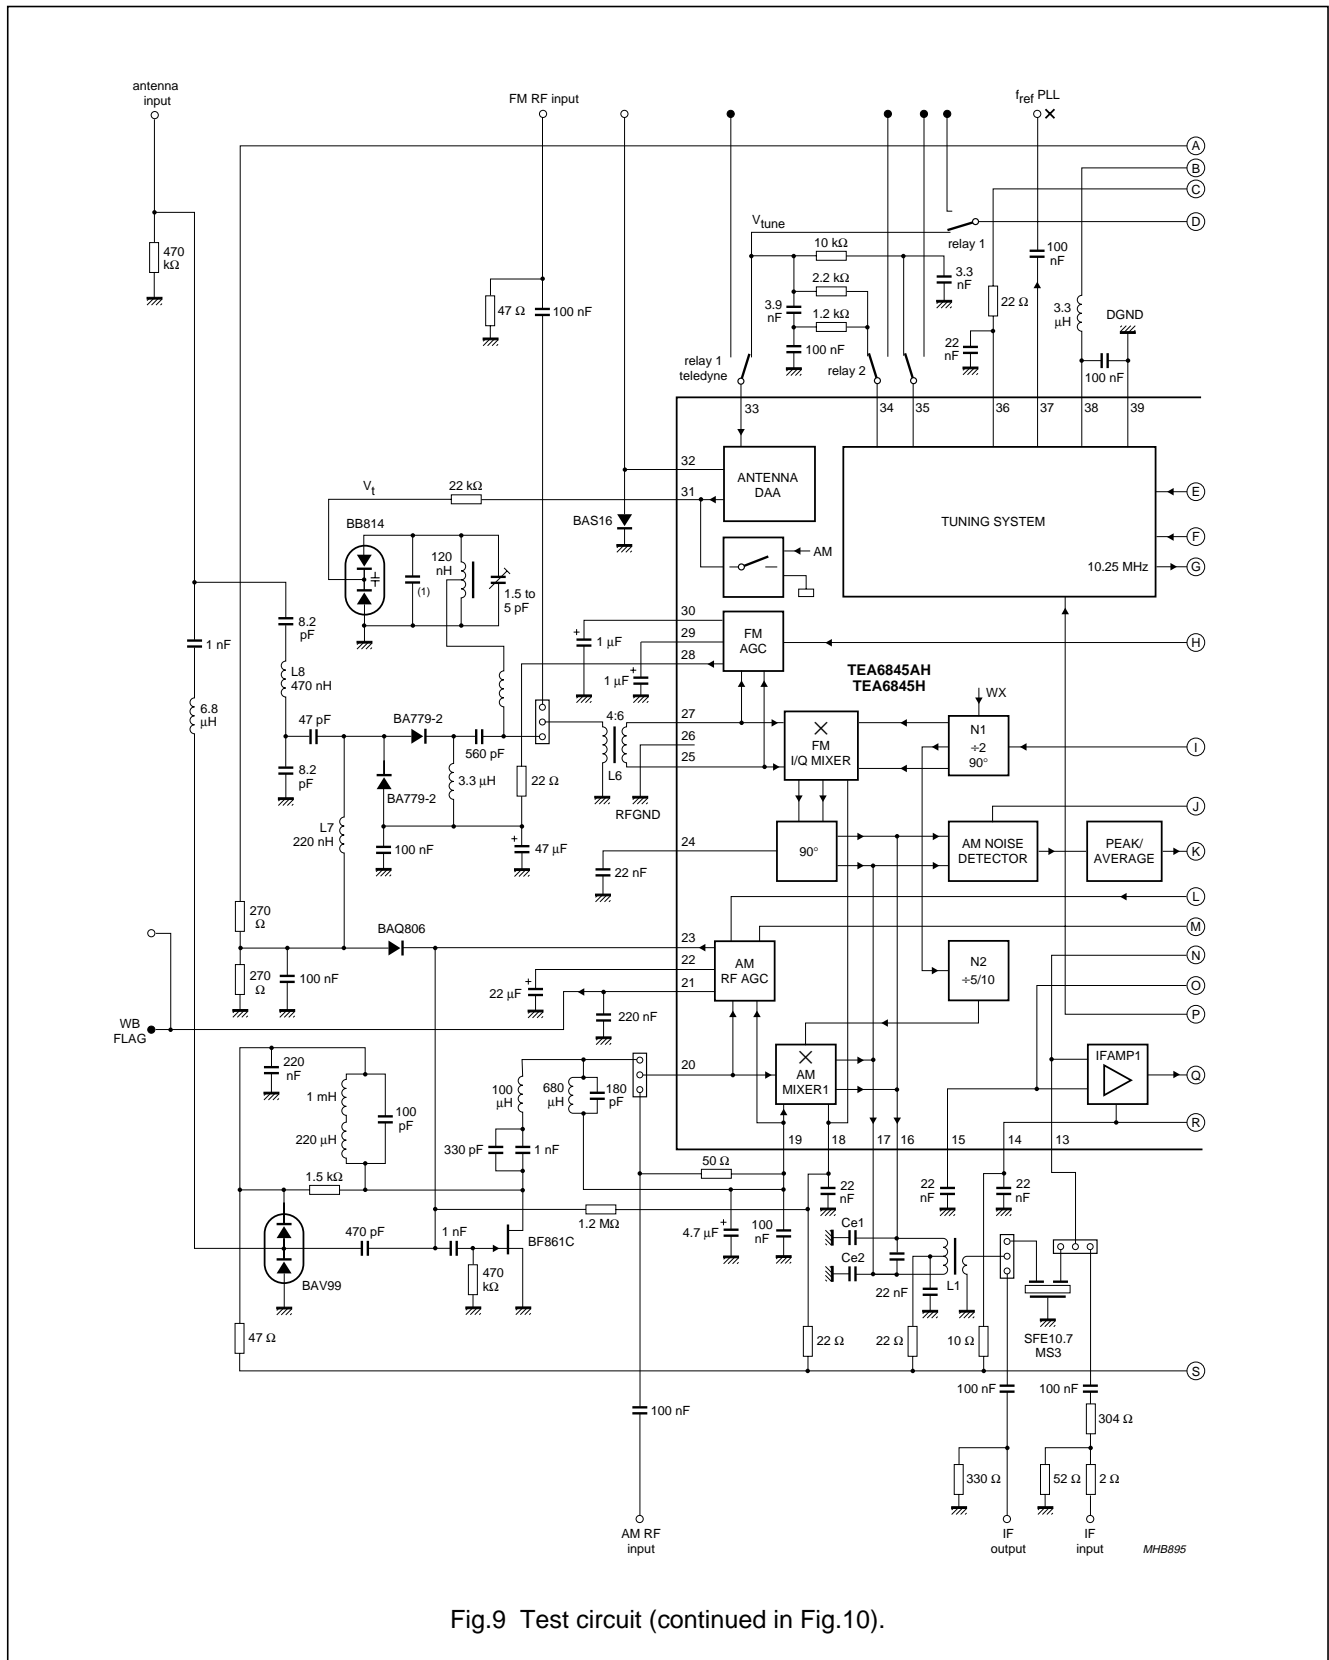 antenna
input
FM RF input
fref PLL
A
B
C
Vtune
D
relay 1
470
kΩ
10 kΩ
100
nF
2.2 kΩ
3.3
nF
47 Ω
100 nF
3.9
nF
1.2 kΩ
22 Ω
3.3
μH
DGND
100 nF
22
nF
relay 1
teledyne
relay 2
100 nF
33
34
35
36
37
38
39
32
ANTENNA
DAA
31
Vt
22 kΩ
BAS16
TUNING SYSTEM
E
BB814
F
120
nH
AM
10.25 MHz
G
(1)
1.5 to
5 pF
8.2
pF
30
29
28
FM
AGC
1 nF
1 μF
H
1 μF
L8
470 nH
TEA6845AH
TEA6845H
WX
6.8
μH
47 pF
BA779-2
4:6
27
26
25
FM
I/Q MIXER
N1
÷2
90°
I
560 pF
8.2
pF
3.3 μH
22 Ω
L6
BA779-2
RFGND
J
L7
220 nH
100 nF
47 μF
24
90°
AM NOISE
DETECTOR
PEAK/
AVERAGE
K
22 nF
L
270
Ω
BAQ806
M
23
22
21
AM
RF AGC
N2
÷5/10
N
270
Ω
100 nF
22 μF
O
WB
FLAG
220 nF
P
220
nF
IFAMP1
1 mH
100
μH
680
μH
180
pF
20
AM
MIXER1
Q
100
pF
220 μH
R
330 pF
1 nF
19
18
17
16
15
14
13
50 Ω
1.5 kΩ
22
nF
22
nF
22
nF
1.2 MΩ
470 pF
1 nF
BF861C
4.7 μF
100
nF
Ce1
Ce2
BAV99
470
kΩ
22 nF
L1
47 Ω
22 Ω
22 Ω
10 Ω
SFE10.7
MS3
S
100 nF
100 nF
100 nF
304 Ω
330 Ω
52 Ω
2 Ω
AM RF
input
IF
output
IF
input
MHB895
Fig.9 Test circuit (continued in Fig.10).